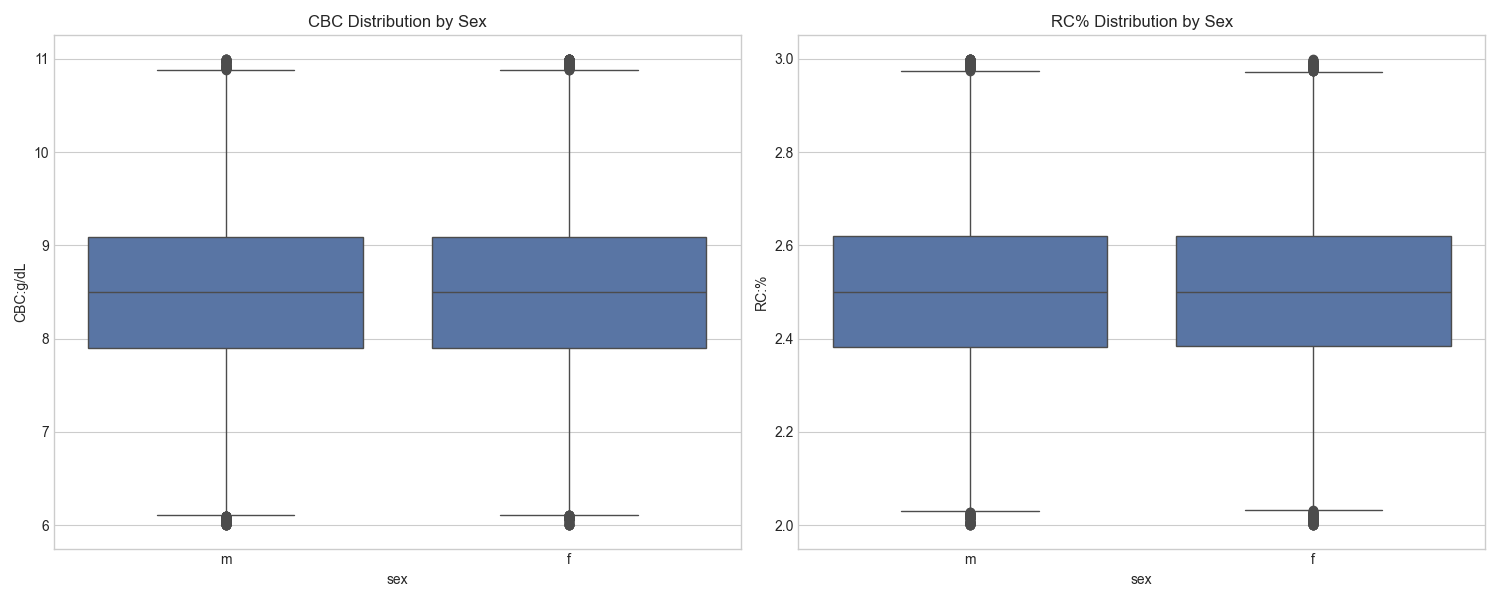 CBC Distribution by Sex
CBC:g/dL
11
10
9
8
7
6
m f
sex
RC% Distribution by Sex
RC:%
3.0
2.8
2.6
2.4
2.2
2.0
m f
sex